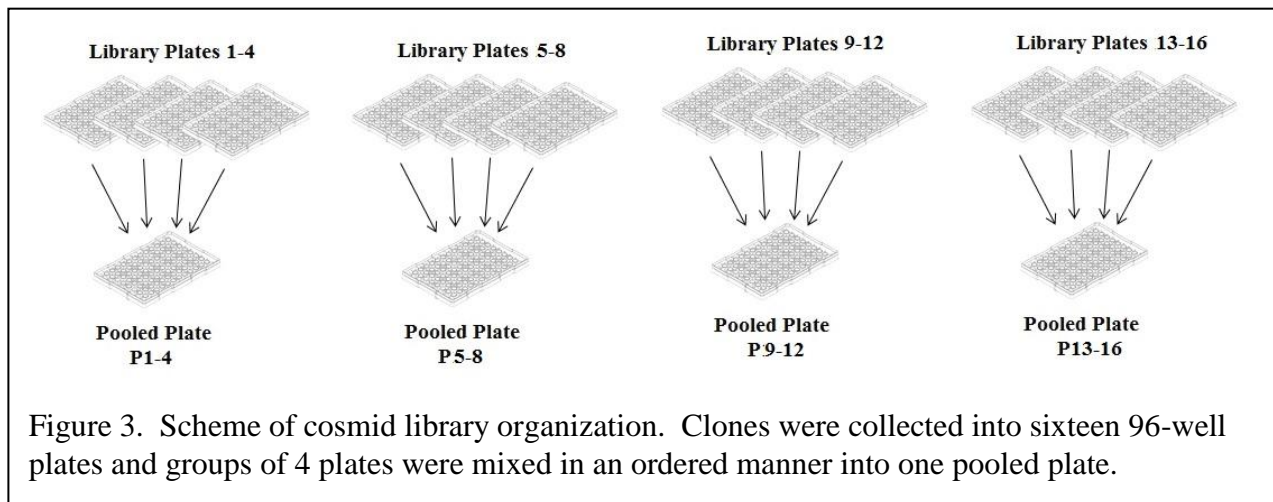 Library Plates 1-4
Library Plates 5-8
Library Plates 9-12
Library Plates 13-16
Pooled Plate
P1-4
Pooled Plate
P5-8
Pooled Plate
P9-12
Pooled Plate
P13-16
Figure 3. Scheme of cosmid library organization. Clones were collected into sixteen 96-well
plates and groups of 4 plates were mixed in an ordered manner into one pooled plate.